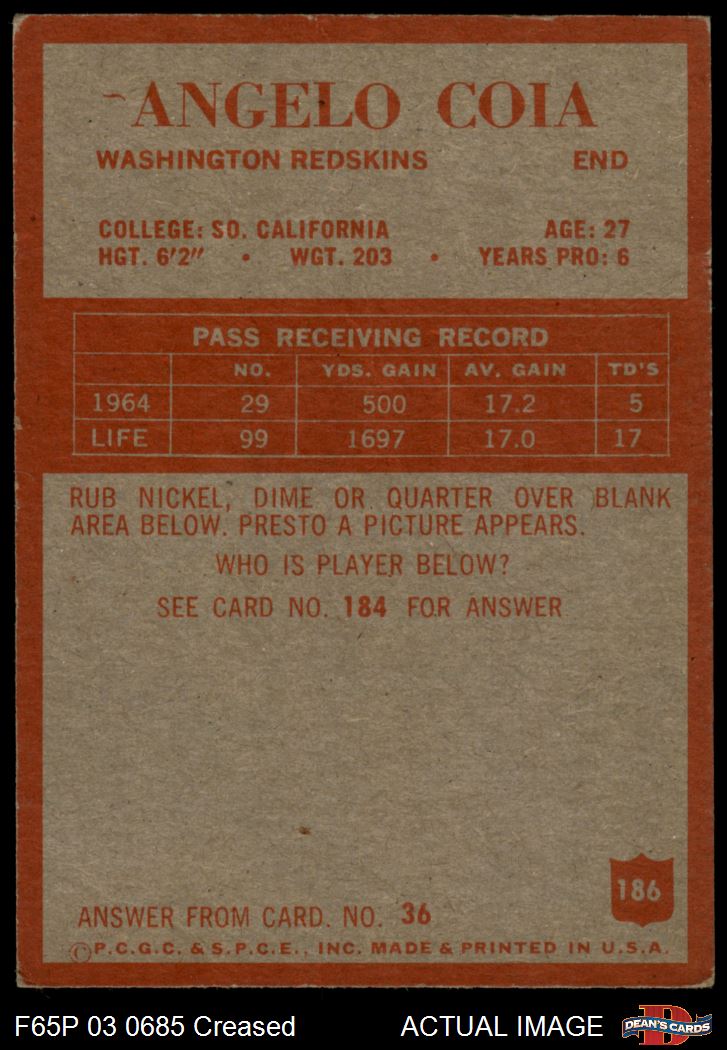 ANGELO COIA
WASHINGTON REDSKINS END
COLLEGE: SO. CALIFORNIA AGE: 27
HGT. 6'2" • WGT. 203 • YEARS PRO: 6
PASS RECEIVING RECORD
NO. YDS. GAIN AV. GAIN TD'S
1964 29 500 17.2 5
LIFE 99 1697 17.0 17
RUB NICKEL, DIME OR QUARTER OVER BLANK
AREA BELOW. PRESTO A PICTURE APPEARS.
WHO IS PLAYER BELOW?
SEE CARD NO. 184 FOR ANSWER
186
ANSWER FROM CARD. NO. 36
©P.C.G.C. & S.P.C.E., INC. MADE & PRINTED IN U.S.A.
F65P 03 0685 Creased ACTUAL IMAGE
D
DEAN'S CARDS